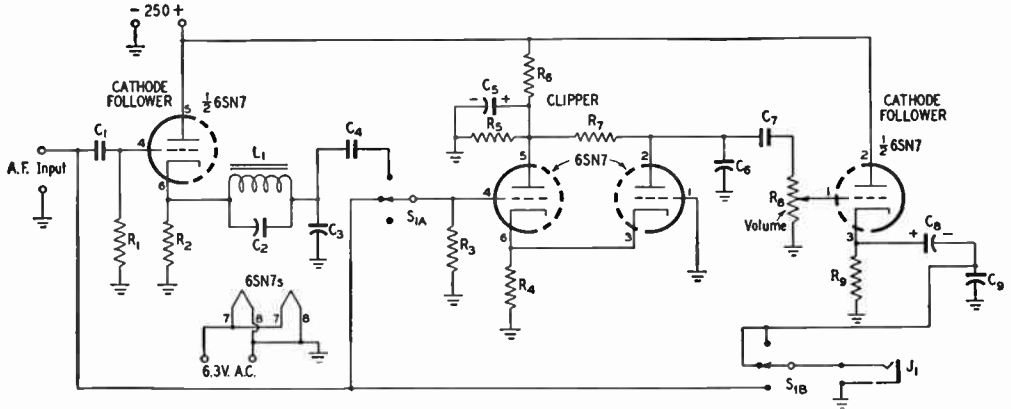 - 250 +
CATHODE
FOLLOWER
½ 6SN7
C1
A.F. Input
4
5
6
R1
R2
L1
C2
C3
C4
S1A
6SN7s
7
8
7
8
6.3V. A.C.
R3
- C5 +
R5
R6
CLIPPER
R7
6SN7
5
4
6
2
1
3
R4
C6
C7
R8
Volume
CATHODE
FOLLOWER
½ 6SN7
2
1
3
R9
+ C8 -
C9
S1B
J1